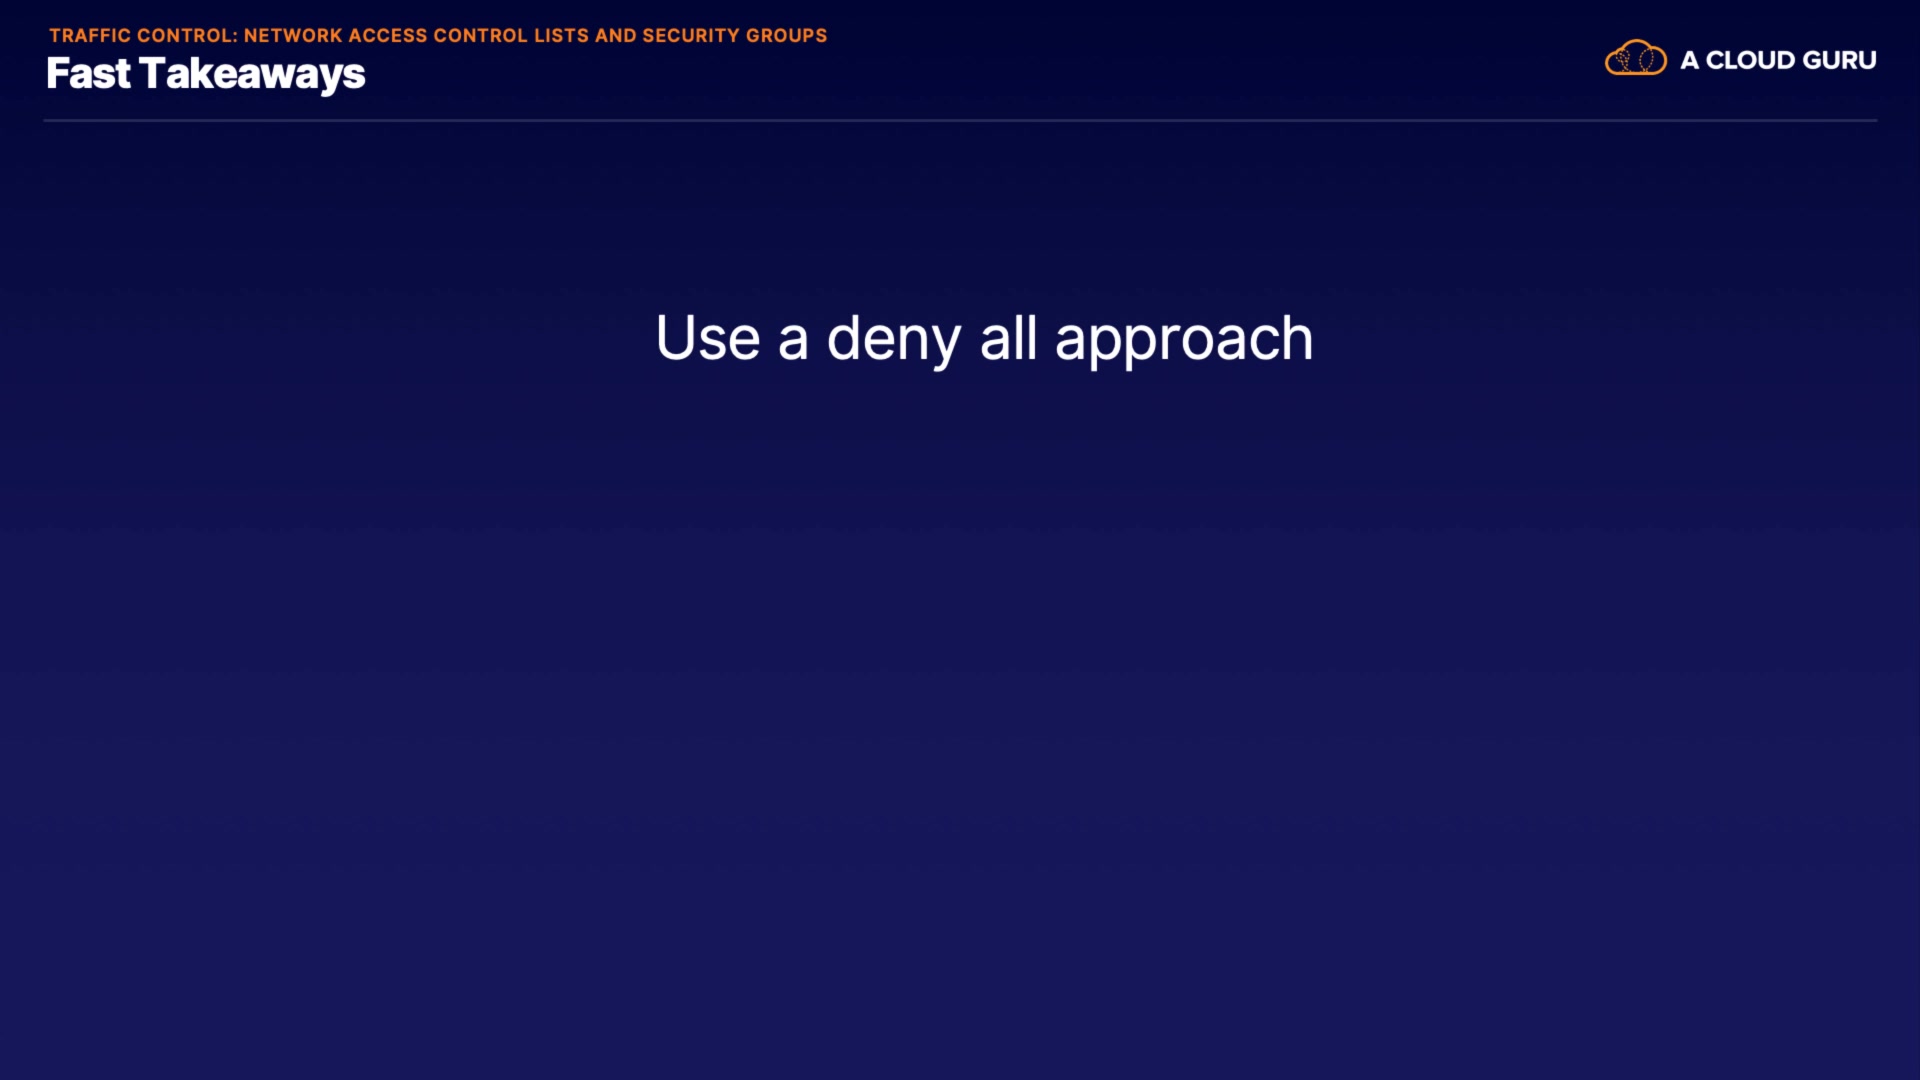 TRAFFIC CONTROL: NETWORK ACCESS CONTROL LISTS AND SECURITY GROUPS
Fast Takeaways
A CLOUD GURU
Use a deny all approach